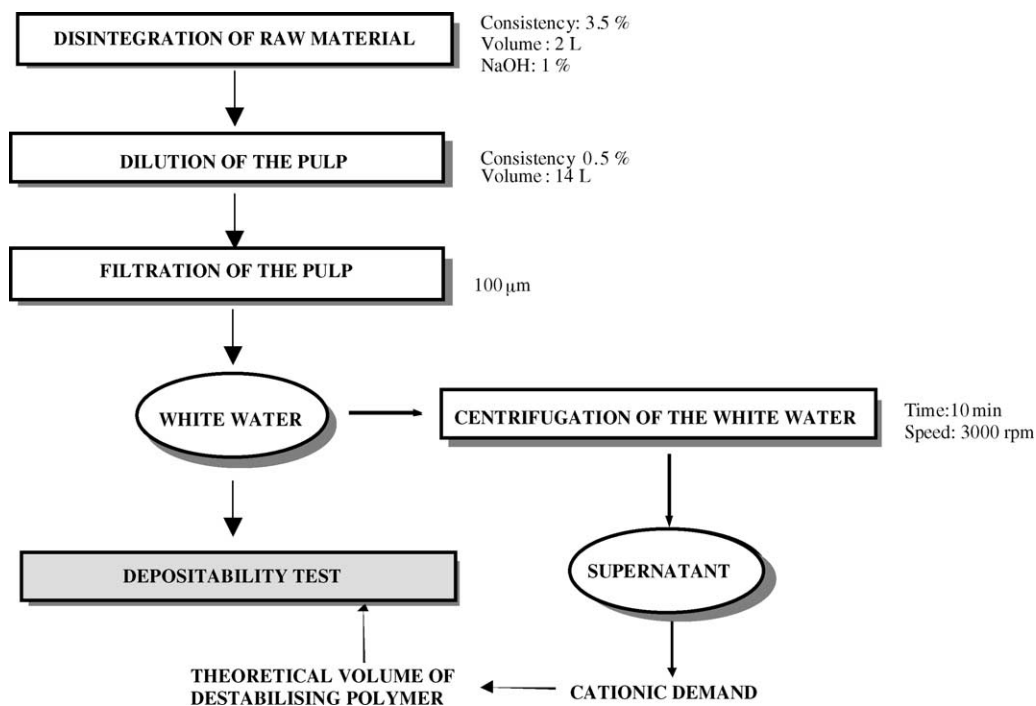 DISINTEGRATION OF RAW MATERIAL
Consistency: 3.5 %
Volume : 2 L
NaOH: 1 %
DILUTION OF THE PULP
Consistency 0.5 %
Volume : 14 L
FILTRATION OF THE PULP
100 μm
WHITE WATER
CENTRIFUGATION OF THE WHITE WATER
Time:10 min
Speed: 3000 rpm
DEPOSITABILITY TEST
SUPERNATANT
THEORETICAL VOLUME OF
DESTABILISING POLYMER
CATIONIC DEMAND